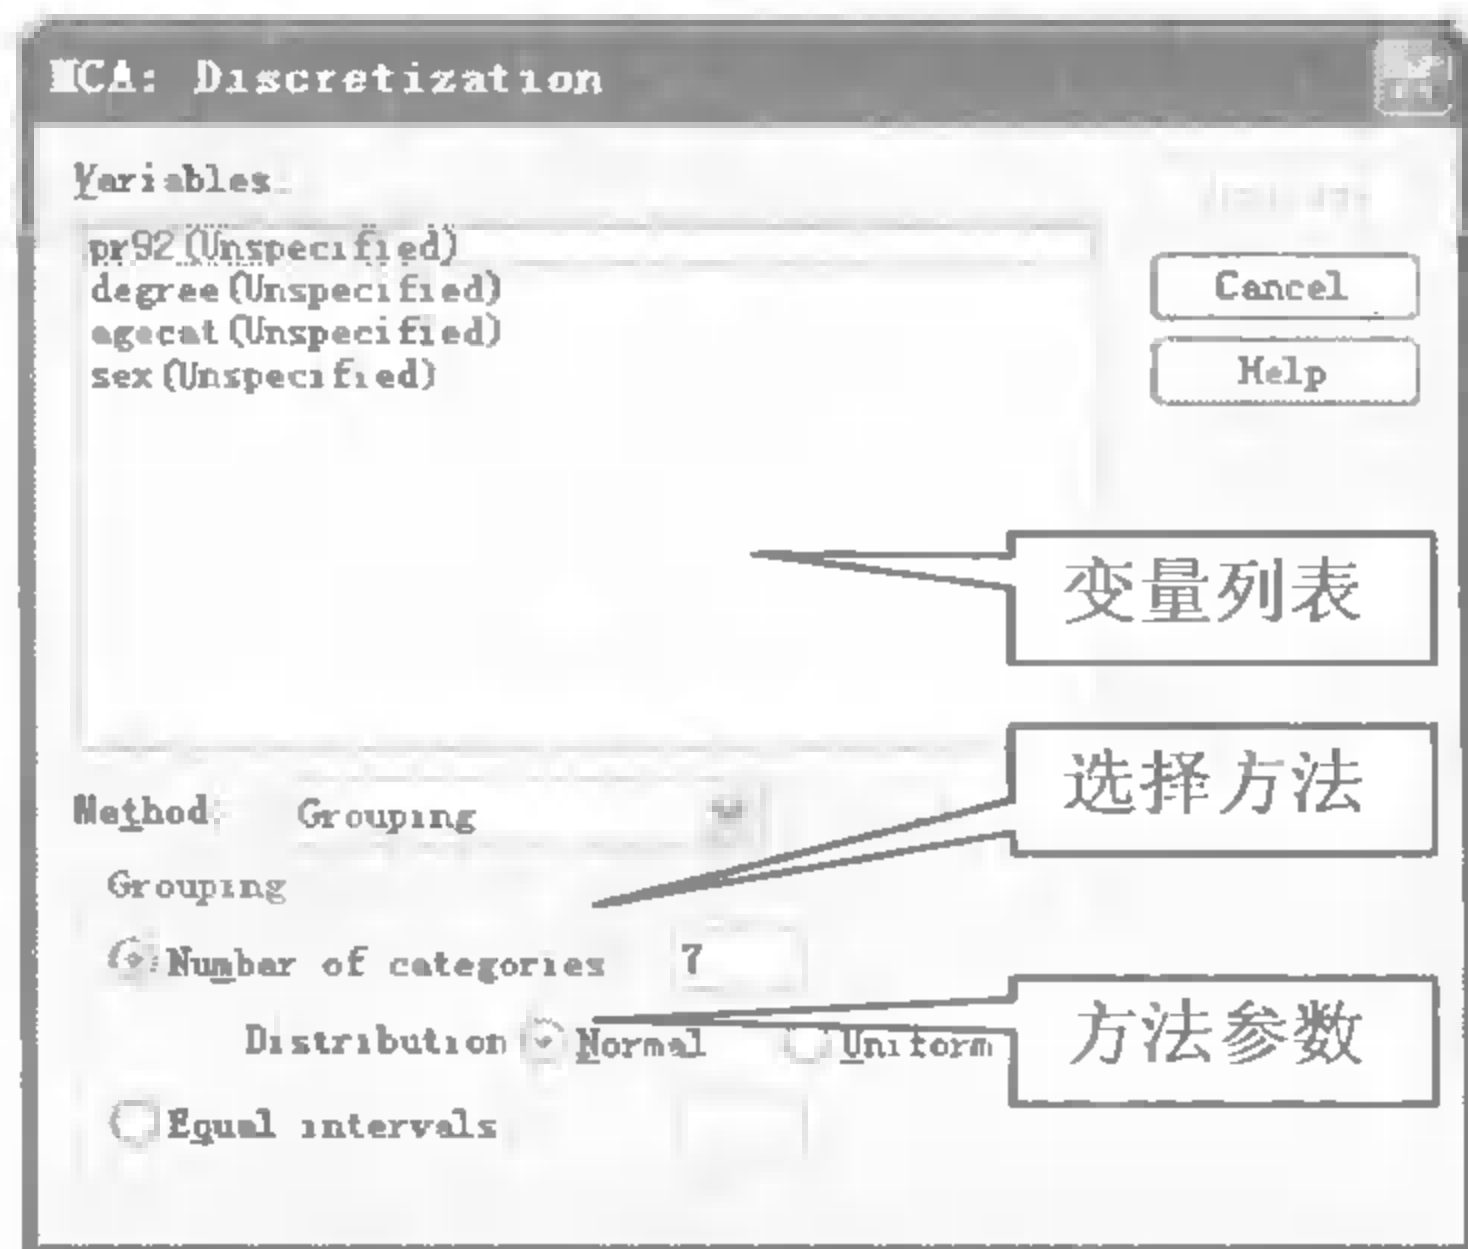 MCA: Discretization
Variables
pr92(Unspecified)
degree(Unspecified)
agecat(Unspecified)
sex(Unspecified)
Cancel
Help
变量列表
选择方法
Method: Grouping
Grouping
Number of categories 7
方法参数
Distribution Normal Uniform
Equal intervals